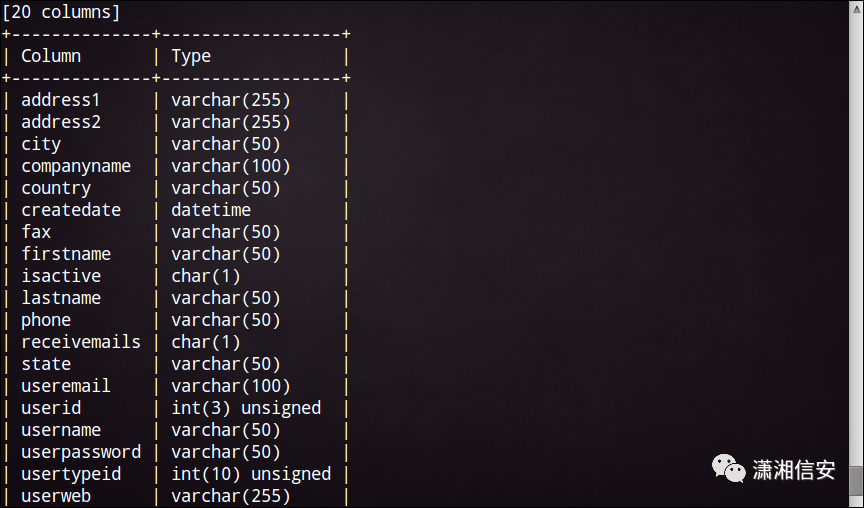 [20 columns]
+--------------+------------------+
| Column       | Type             |
+--------------+------------------+
| address1     | varchar(255)     |
| address2     | varchar(255)     |
| city         | varchar(50)      |
| companyname  | varchar(100)     |
| country      | varchar(50)      |
| createdate   | datetime         |
| fax          | varchar(50)      |
| firstname    | varchar(50)      |
| isactive     | char(1)          |
| lastname     | varchar(50)      |
| phone        | varchar(50)      |
| receivemails | char(1)          |
| state        | varchar(50)      |
| useremail    | varchar(100)     |
| userid       | int(3) unsigned  |
| username     | varchar(50)      |
| userpassword | varchar(50)      |
| usertypeid   | int(10) unsigned |
| userweb      | varchar(255)     |
潇湘信安